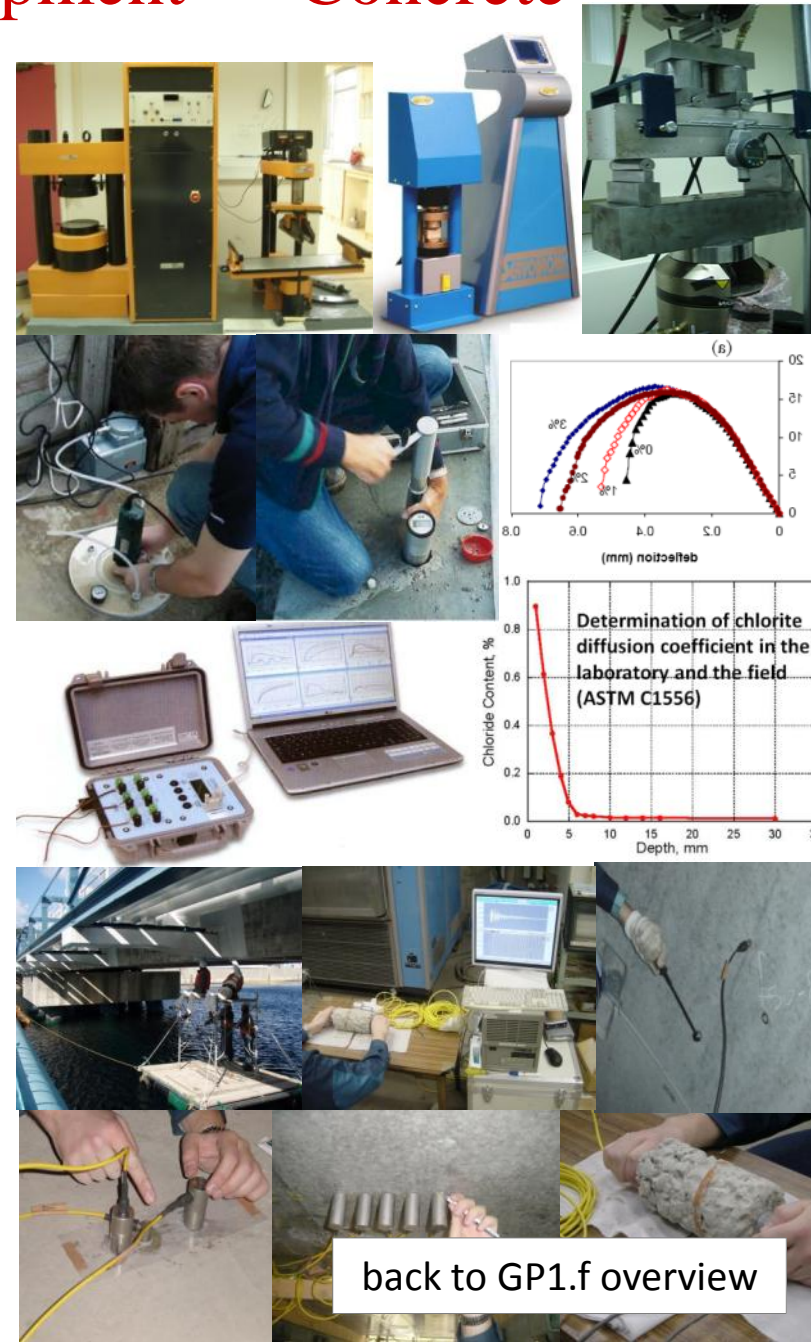 pment Concrete
(a)
20
15
10
5
0
3%
2%
1%
0%
0.8
0.6
0.4
0.2
0
deflection (mm)
1.0
0.8
0.6
0.4
0.2
0.0
Chloride Content, %
Determination of chlorite
diffusion coefficient in the
laboratory and the field
(ASTM C1556)
0 5 10 15 20 25 30
Depth, mm
back to GP1.f overview